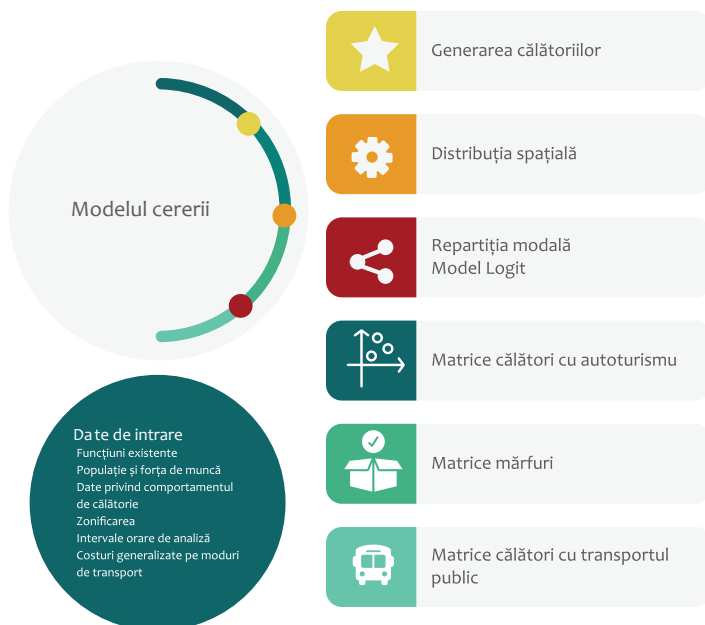 Modelul cererii
Date de intrare
Funcțiuni existente
Populație și forța de muncă
Date privind comportamentul
de călătorie
Zonificarea
Intervale orare de analiză
Costuri generalizate pe moduri
de transport
Generarea călătoriilor
Distribuția spațială
Repartiția modală
Model Logit
Matrice călători cu autoturismu
Matrice mărfuri
Matrice călători cu transportul
public